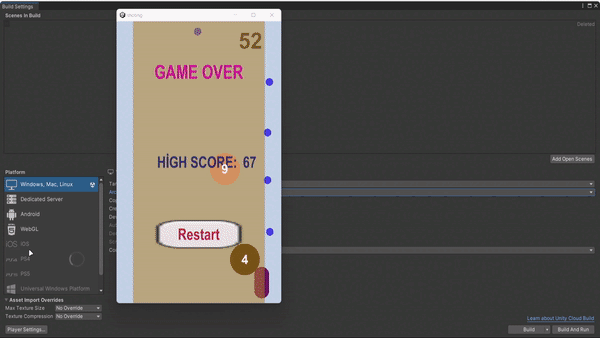 Build Settings
Scenes In Build
Deleted
52
GAME OVER
HİGH SCORE: 67
9
Restart
4
Add Open Scenes
Platform
Windows, Mac, Linux
Dedicated Server
Android
WebGL
iOS
PS4
PS5
Universal Windows Platform
Asset Import Overrides
Max Texture Size No Override
Texture Compression No Override
Learn about Unity Cloud Build
Player Settings...
Build
Build And Run